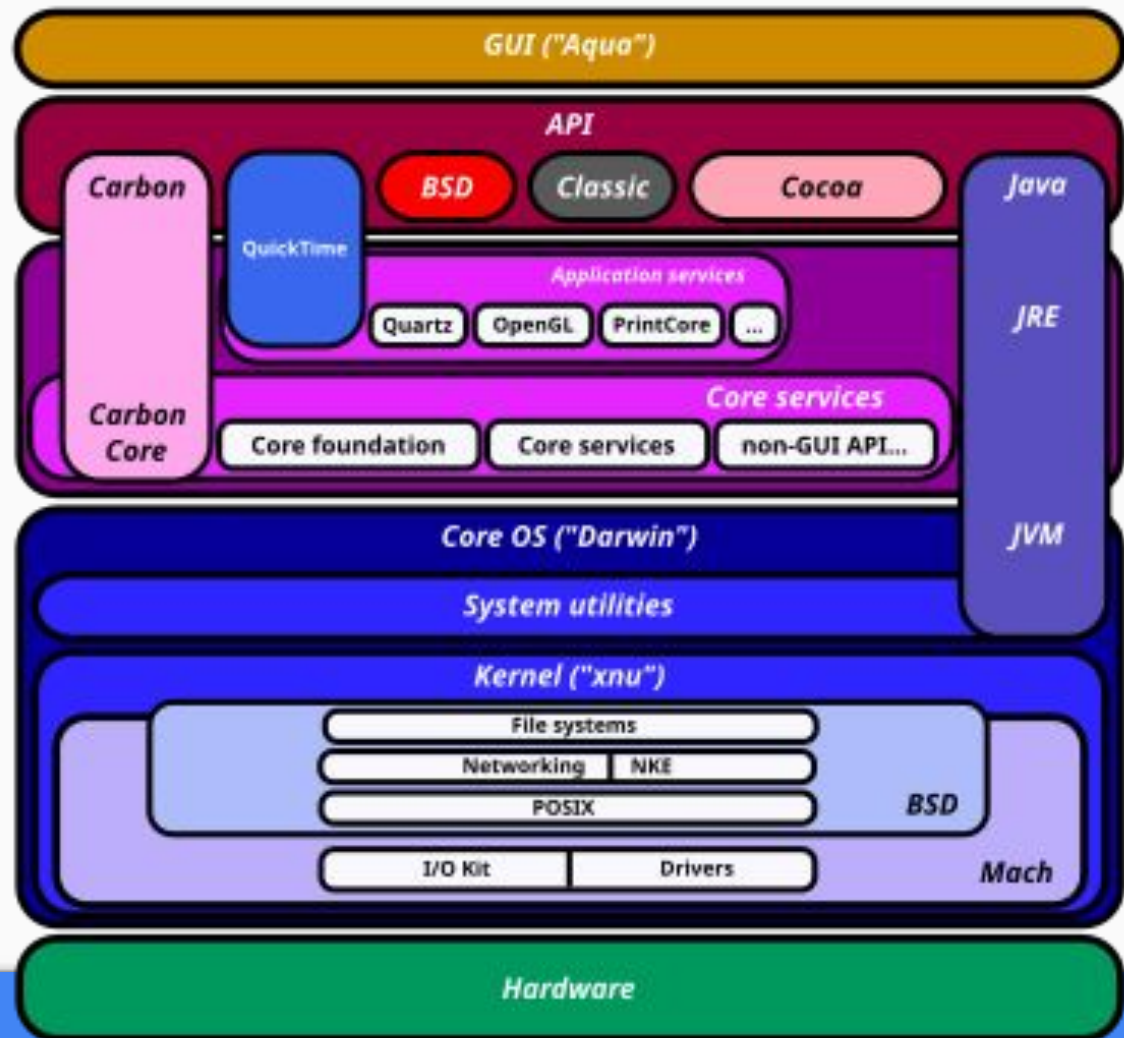 GUI ("Aqua")
API
Carbon
BSD
Classic
Cocoa
Java
QuickTime
Application services
Quartz
OpenGL
PrintCore
...
JRE
Carbon
Core
Core services
Core foundation
Core services
non-GUI API...
Core OS ("Darwin")
JVM
System utilities
Kernel ("xnu")
File systems
Networking
NKE
POSIX
BSD
I/O Kit
Drivers
Mach
Hardware